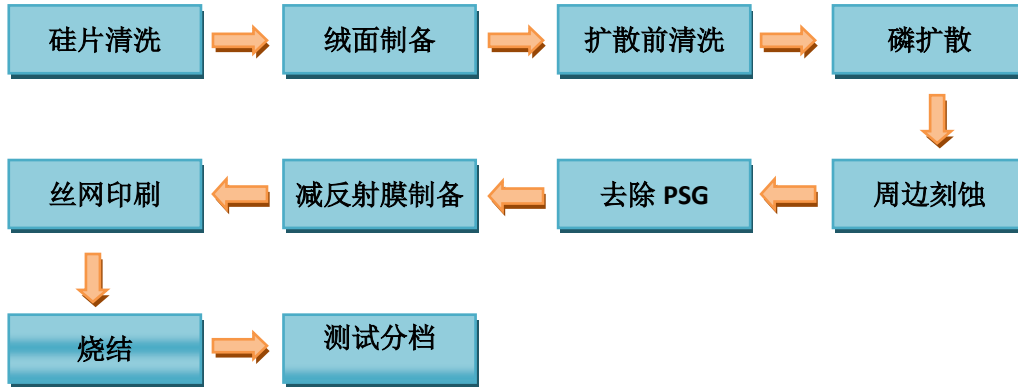 硅片清洗
绒面制备
扩散前清洗
磷扩散
周边刻蚀
去除 PSG
减反射膜制备
丝网印刷
烧结
测试分档